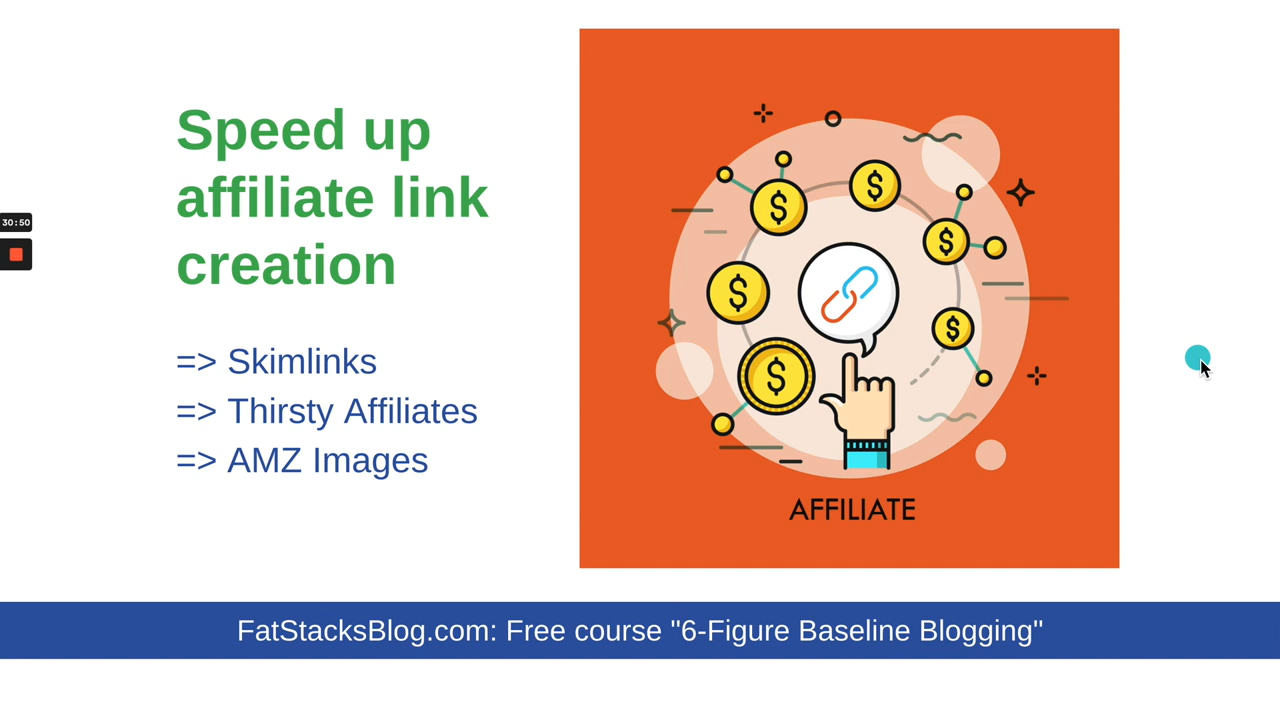 Speed up
affiliate link
creation
=> Skimlinks
=> Thirsty Affiliates
=> AMZ Images
30:50
$
$
$
$
$
$
AFFILIATE
FatStacksBlog.com: Free course "6-Figure Baseline Blogging"